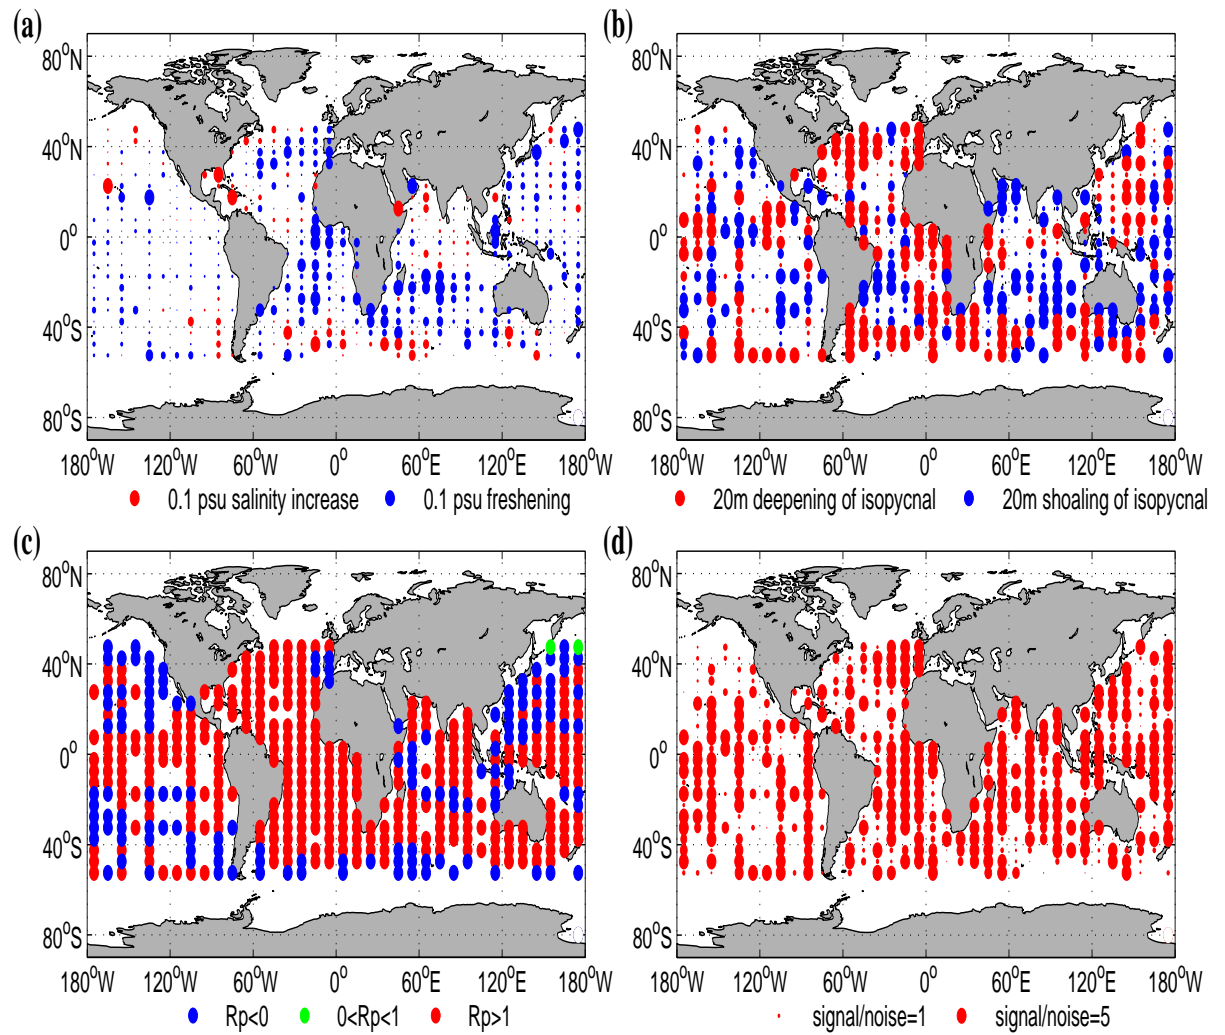 (a)
(b)
80°N
40°N
0°
40°S
80°S
180°W 120°W 60°W 0° 60°E 120°E 180°W
0.1 psu salinity increase 0.1 psu freshening
80°N
40°N
0°
40°S
80°S
180°W 120°W 60°W 0° 60°E 120°E 180°W
20m deepening of isopycnal 20m shoaling of isopycnal
(c)
(d)
80°N
40°N
0°
40°S
80°S
180°W 120°W 60°W 0° 60°E 120°E 180°W
Rp<0 0<Rp<1 Rp>1
80°N
40°N
0°
40°S
80°S
180°W 120°W 60°W 0° 60°E 120°E 180°W
signal/noise=1 signal/noise=5